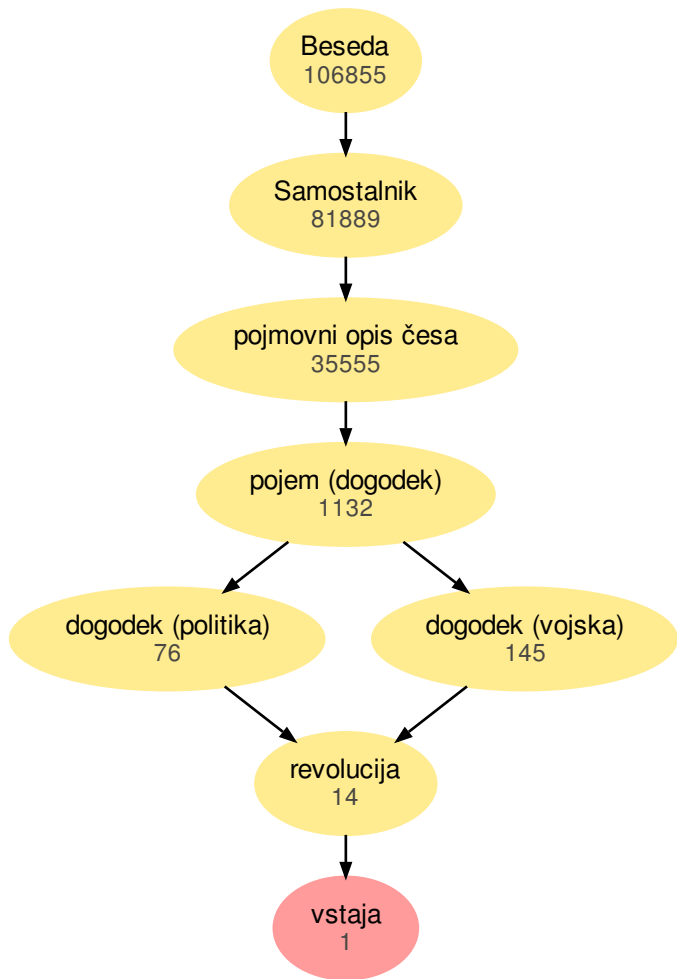 Beseda
106855
Samostalnik
81889
pojmovni opis česa
35555
pojem (dogodek)
1132
dogodek (politika)
76
dogodek (vojska)
145
revolucija
14
vstaja
1